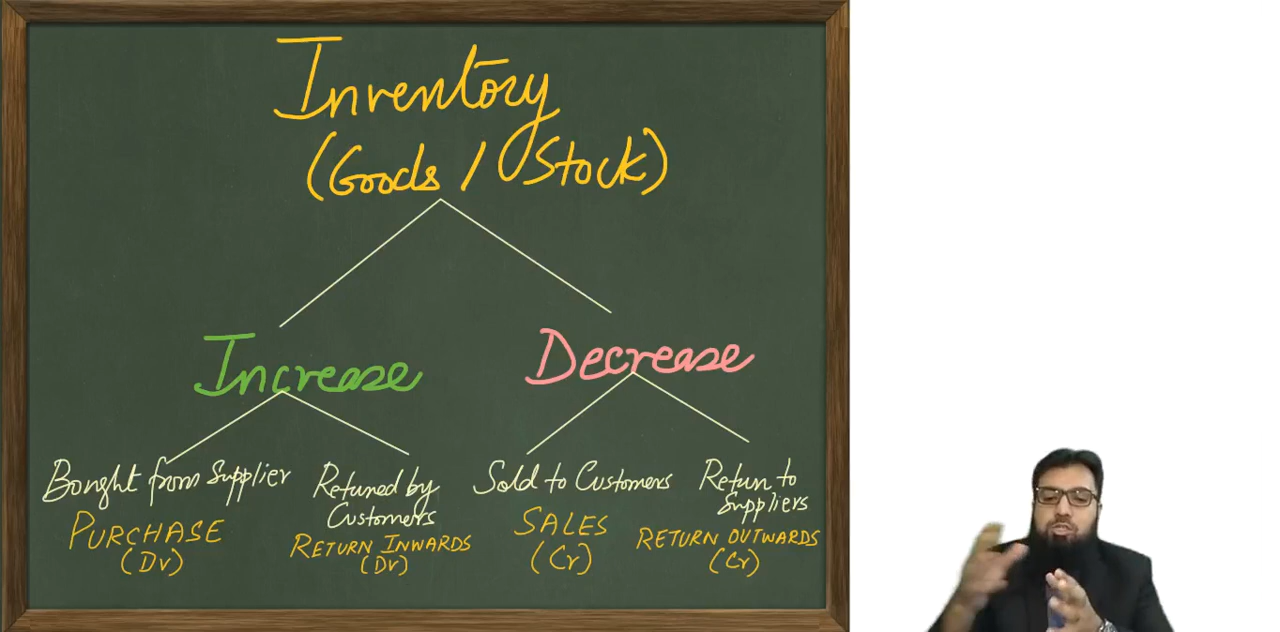 Inventory
(Goods / Stock)
Increase
Decrease
Bought from Supplier
PURCHASE
(Dr)
Retuned by
Customers
RETURN INWARDS
(Dr)
Sold to Customers
SALES
(Cr)
Return to
Suppliers
RETURN OUTWARDS
(Cr)